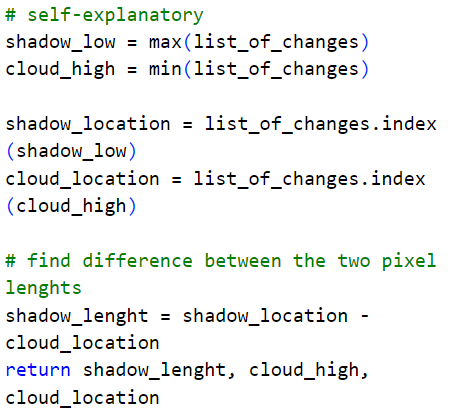 # self-explanatory
shadow_low = max(list_of_changes)
cloud_high = min(list_of_changes)
shadow_location = list_of_changes.index
(shadow_low)
cloud_location = list_of_changes.index
(cloud_high)
# find difference between the two pixel
lenghts
shadow_lenght = shadow_location -
cloud_location
return shadow_lenght, cloud_high,
cloud_location